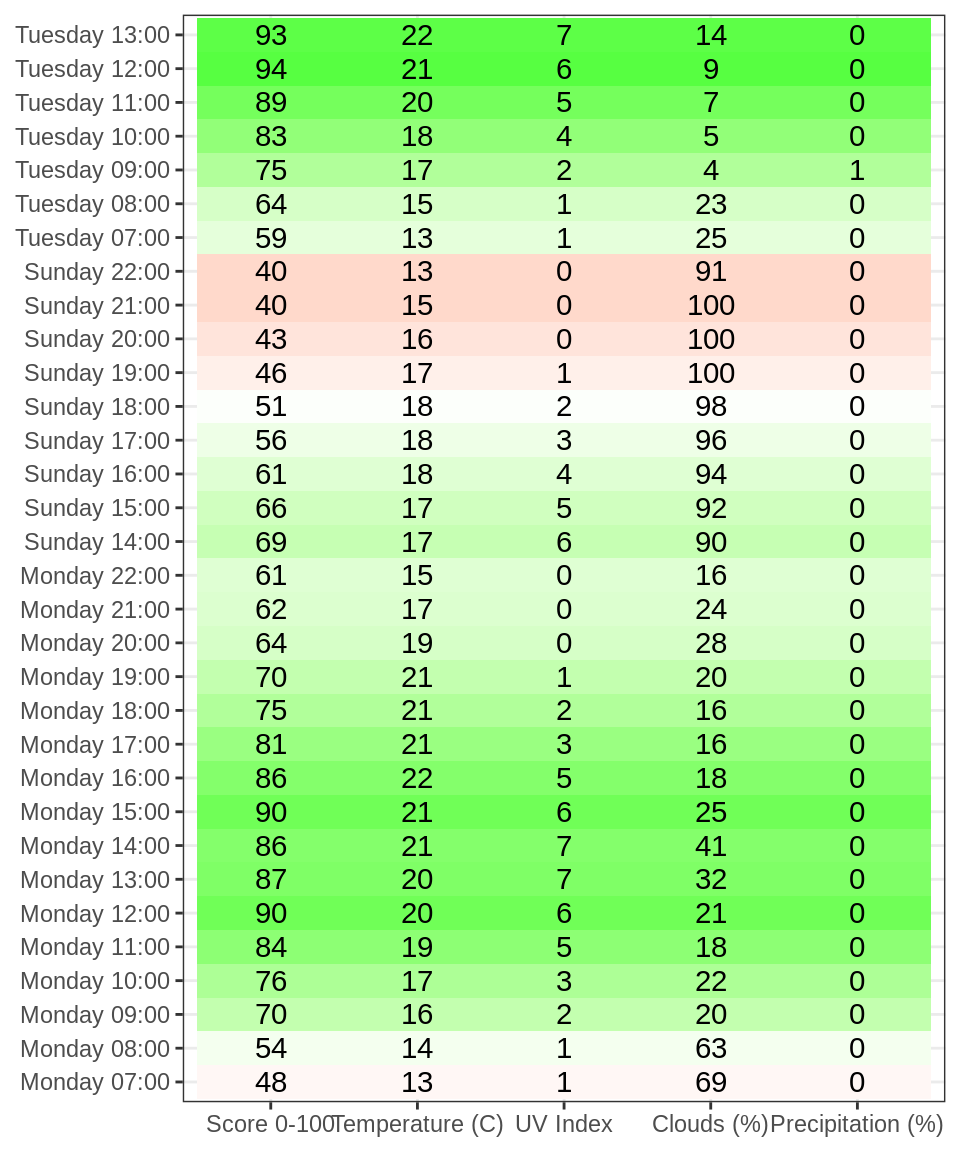 Tuesday 13:00 93 22 7 14 0
Tuesday 12:00 94 21 6 9 0
Tuesday 11:00 89 20 5 7 0
Tuesday 10:00 83 18 4 5 0
Tuesday 09:00 75 17 2 4 1
Tuesday 08:00 64 15 1 23 0
Tuesday 07:00 59 13 1 25 0
Sunday 22:00 40 13 0 91 0
Sunday 21:00 40 15 0 100 0
Sunday 20:00 43 16 0 100 0
Sunday 19:00 46 17 1 100 0
Sunday 18:00 51 18 2 98 0
Sunday 17:00 56 18 3 96 0
Sunday 16:00 61 18 4 94 0
Sunday 15:00 66 17 5 92 0
Sunday 14:00 69 17 6 90 0
Monday 22:00 61 15 0 16 0
Monday 21:00 62 17 0 24 0
Monday 20:00 64 19 0 28 0
Monday 19:00 70 21 1 20 0
Monday 18:00 75 21 2 16 0
Monday 17:00 81 21 3 16 0
Monday 16:00 86 22 5 18 0
Monday 15:00 90 21 6 25 0
Monday 14:00 86 21 7 41 0
Monday 13:00 87 20 7 32 0
Monday 12:00 90 20 6 21 0
Monday 11:00 84 19 5 18 0
Monday 10:00 76 17 3 22 0
Monday 09:00 70 16 2 20 0
Monday 08:00 54 14 1 63 0
Monday 07:00 48 13 1 69 0
Score 0-100 Temperature (C) UV Index Clouds (%) Precipitation (%)